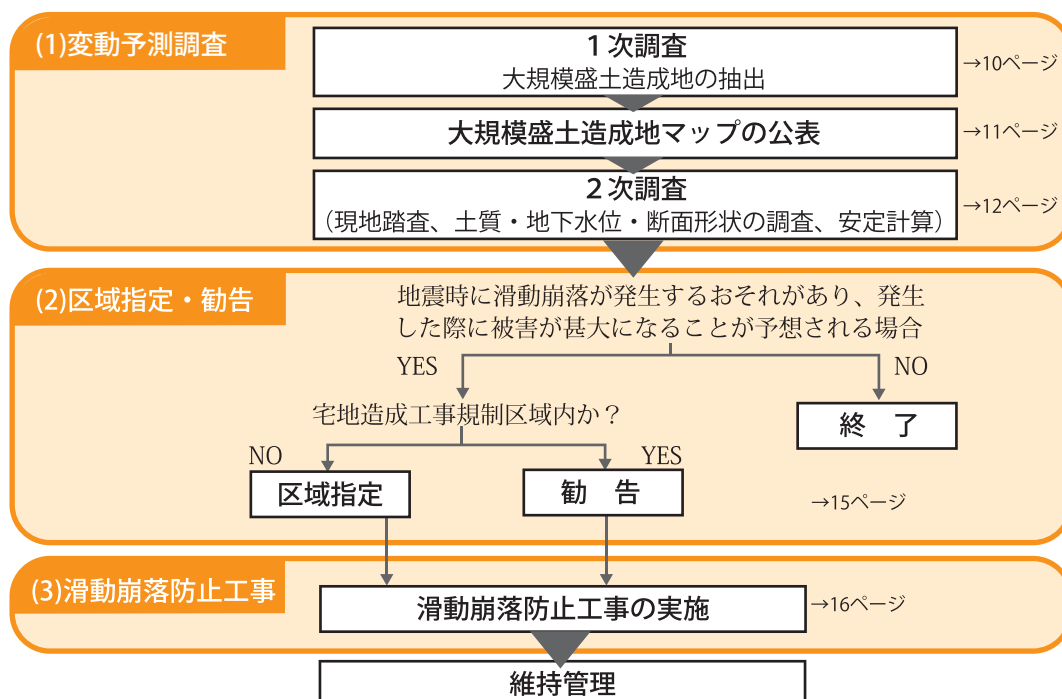 (1)変動予測調査
1次調査
大規模盛土造成地の抽出
→10ページ
大規模盛土造成地マップの公表
→11ページ
2次調査
（現地踏査、土質・地下水位・断面形状の調査、安定計算）
→12ページ
(2)区域指定・勧告
地震時に滑動崩落が発生するおそれがあり、発生
した際に被害が甚大になることが予想される場合
YES
NO
宅地造成工事規制区域内か？
終　了
NO
YES
区域指定
勧　告
→15ページ
(3)滑動崩落防止工事
滑動崩落防止工事の実施
→16ページ
維持管理